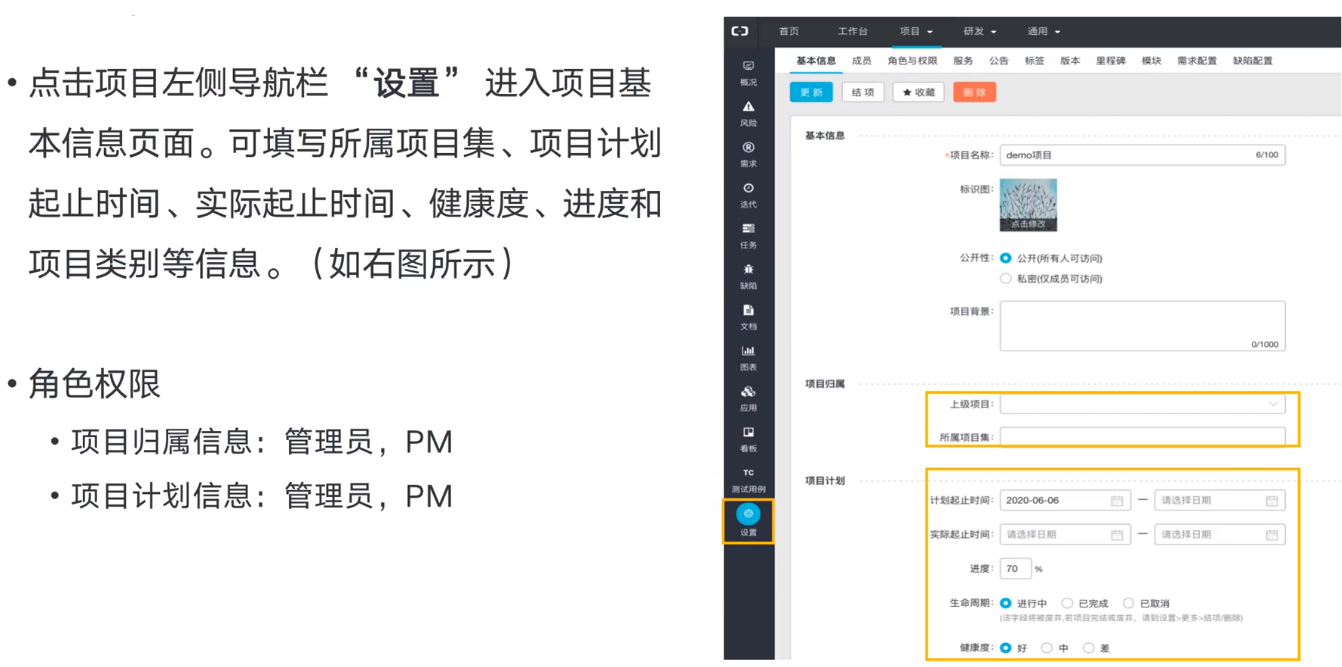 • 点击项目左侧导航栏 “设置” 进入项目基
本信息页面。可填写所属项目集、项目计划
起止时间、实际起止时间、健康度、进度和
项目类别等信息。（如右图所示）
• 角色权限
• 项目归属信息：管理员，PM
• 项目计划信息：管理员，PM
首页 工作台 项目 研发 通用
基本信息 成员 角色与权限 服务 公告 标签 版本 里程碑 模块 需求配置 缺陷配置
更新 结项 ★收藏 删除
概况
风险
需求
迭代
任务
缺陷
文档
图表
应用
看板
TC
测试用例
设置
基本信息
*项目名称: demo项目 6/100
标识图:
点击修改
公开性: 公开(所有人可访问)
私密(仅成员可访问)
项目背景:
0/1000
项目归属
上级项目:
所属项目集:
项目计划
计划起止时间: 2020-06-06 — 请选择日期
实际起止时间: 请选择日期 — 请选择日期
进度: 70 %
生命周期: 进行中 已完成 已取消
(该字段将被废弃,若项目完结或废弃，请到设置>更多>结项/删除)
健康度: 好 中 差